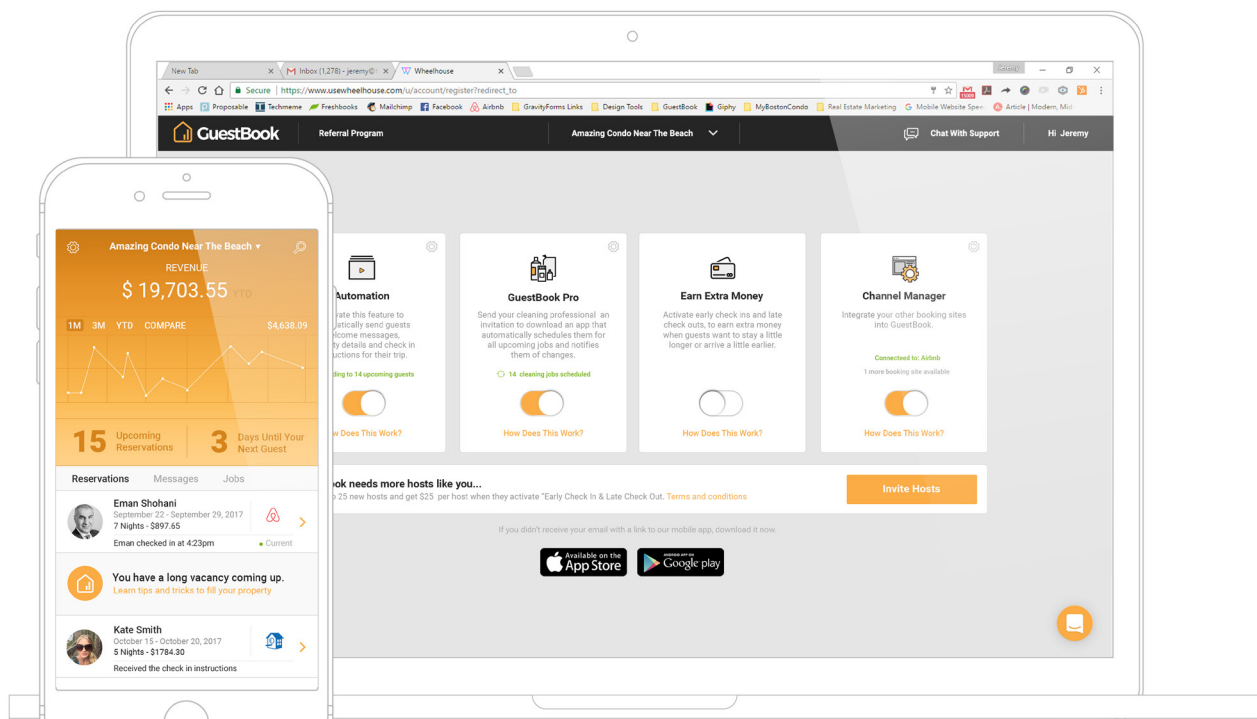 New Tab
Inbox (1,278) - jeremy@
Wheelhouse
Jeremy
Secure | https://www.usewheelhouse.com/u/account/register?redirect_to
Apps Proposable Techmeme Freshbooks Mailchimp Facebook Airbnb GravityForms Links Design Tools GuestBook Giphy MyBostonCondo Real Estate Marketing Mobile Website Spee Article | Modern, Mid
GuestBook
Referral Program
Amazing Condo Near The Beach
Chat With Support
Hi Jeremy
Automation
ate this feature to
atically send guests
lcome messages,
ty details and check in
uctions for their trip.
ding to 14 upcoming guests
w Does This Work?
GuestBook Pro
Send your cleaning professional an
invitation to download an app that
automatically schedules them for
all upcoming jobs and notifies
them of changes.
14 cleaning jobs scheduled
How Does This Work?
Earn Extra Money
Activate early check ins and late
check outs, to earn extra money
when guests want to stay a little
longer or arrive a little earlier.
How Does This Work?
Channel Manager
Integrate your other booking sites
into GuestBook.
Connecteed to: Airbnb
1 more booking site available
How Does This Work?
ok needs more hosts like you...
o 25 new hosts and get $25 per host when they activate "Early Check In & Late Check Out. Terms and conditions
Invite Hosts
If you didn't receive your email with a link to our mobile app, download it now.
Available on the
App Store
ANDROID APP ON
Google play
Amazing Condo Near The Beach
REVENUE
$ 19,703.55 YTD
1M 3M YTD COMPARE $4,638.09
15 Upcoming Reservations
3 Days Until Your Next Guest
Reservations Messages Jobs
Eman Shohani
September 22 - September 29, 2017
7 Nights - $897.65
Eman checked in at 4:23pm
Current
You have a long vacancy coming up.
Learn tips and tricks to fill your property
Kate Smith
October 15 - October 20, 2017
5 Nights - $1784.30
Received the check in instructions